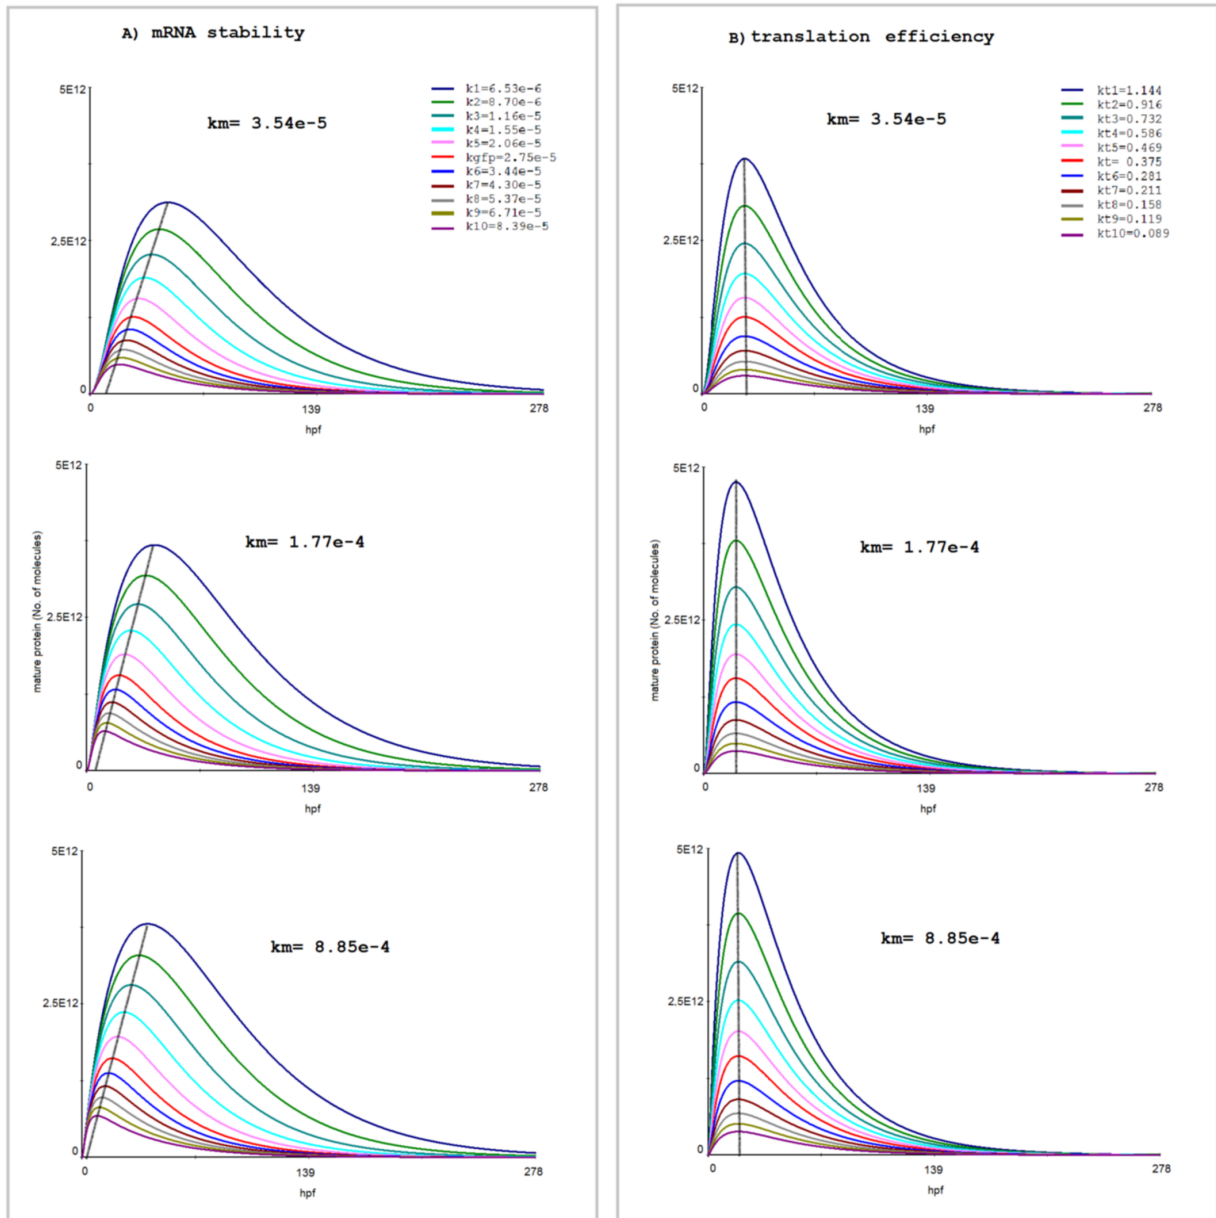 A) mRNA stability
5E12
km= 3.54e-5
k1=6.53e-6
k2=8.70e-6
k3=1.16e-5
k4=1.55e-5
k5=2.06e-5
kgfp=2.75e-5
k6=3.44e-5
k7=4.30e-5
k8=5.37e-5
k9=6.71e-5
k10=8.39e-5
2.5E12
0
0
139
278
hpf
5E12
km= 1.77e-4
mature protein (No. of molecules)
2.5E12
0
0
139
278
hpf
5E12
km= 8.85e-4
2.5E12
0
0
139
278
hpf
B) translation efficiency
5E12
km= 3.54e-5
kt1=1.144
kt2=0.916
kt3=0.732
kt4=0.586
kt5=0.469
kt= 0.375
kt6=0.281
kt7=0.211
kt8=0.158
kt9=0.119
kt10=0.089
2.5E12
0
0
139
278
hpf
5E12
km= 1.77e-4
mature protein (No. of molecules)
2.5E12
0
0
139
278
hpf
5E12
km= 8.85e-4
2.5E12
0
0
139
278
hpf